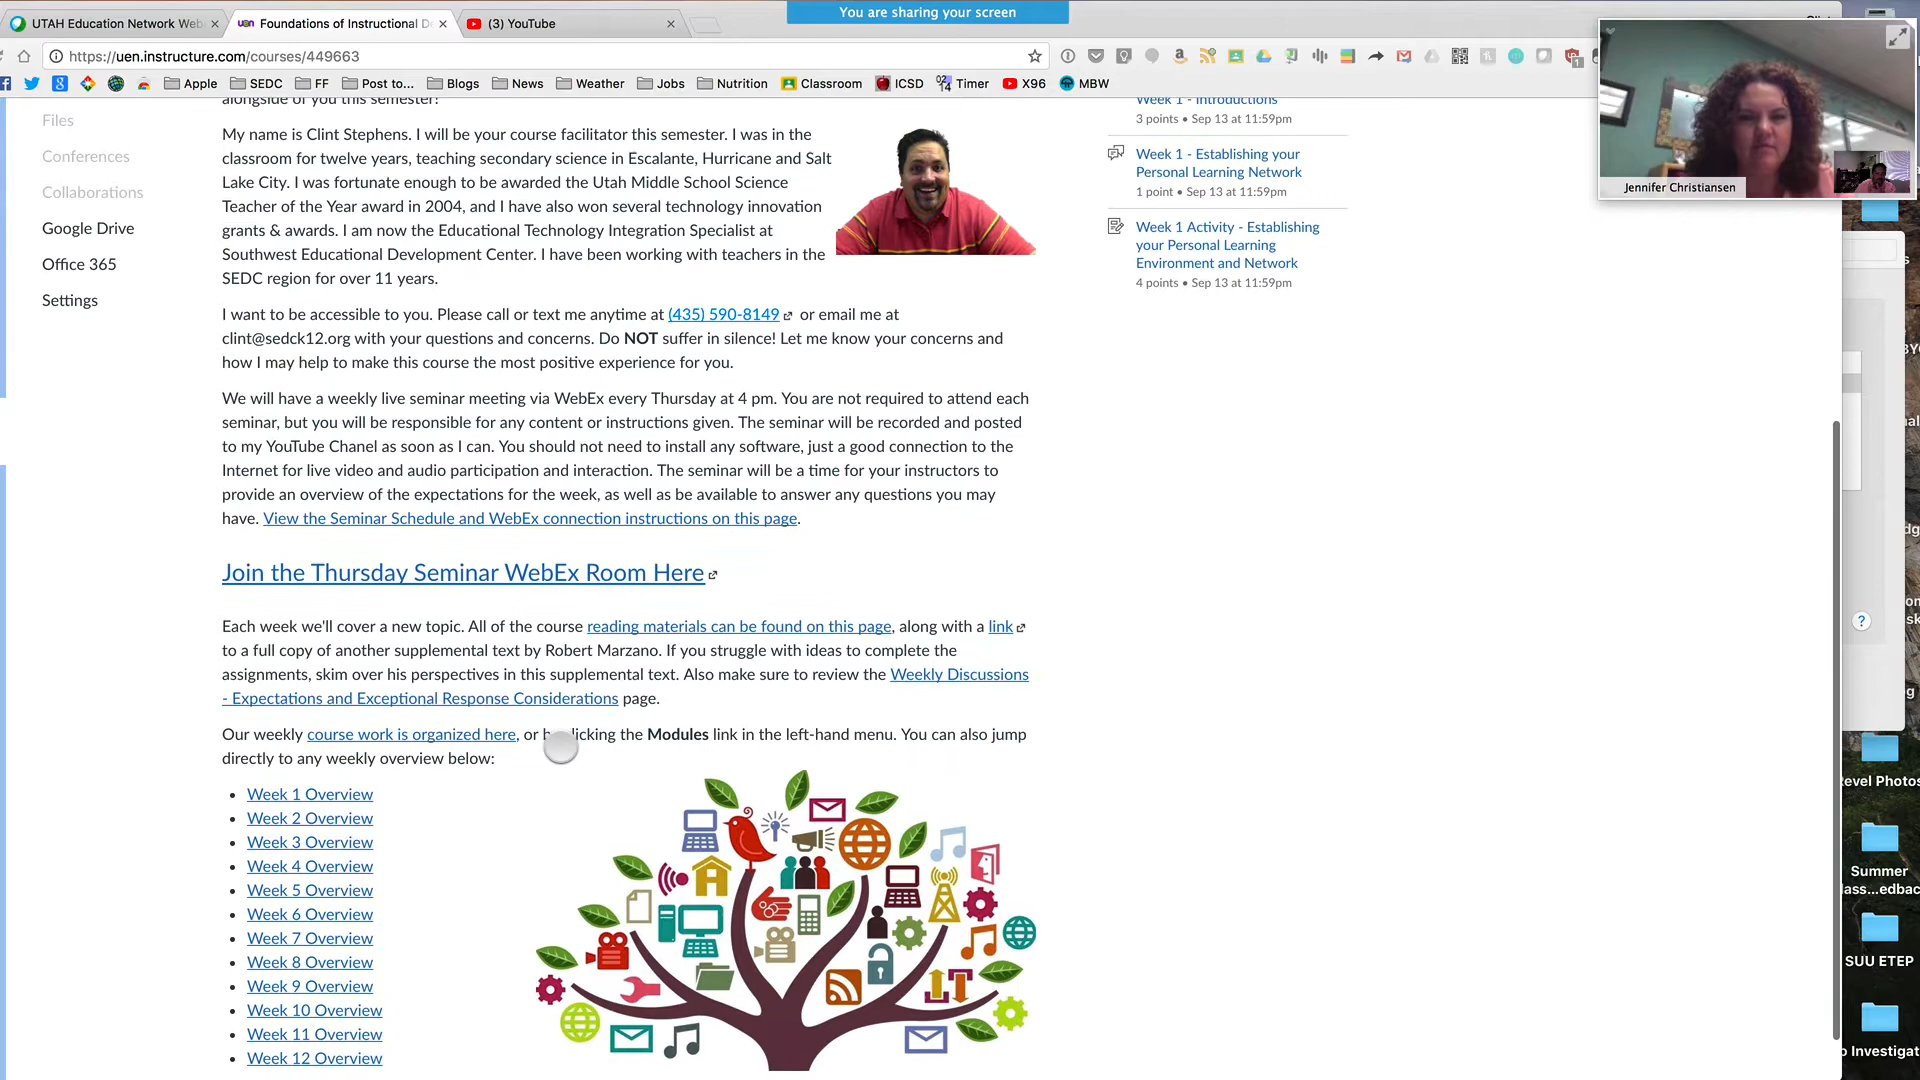 You are sharing your screen
UTAH Education Network Web
Foundations of Instructional D
(3) YouTube
https://uen.instructure.com/courses/449663
Apple SEDC FF Post to... Blogs News Weather Jobs Nutrition Classroom ICSD Timer X96 MBW
Jennifer Christiansen
Files
Conferences
Collaborations
Google Drive
Office 365
Settings
alongside of you this semester!
My name is Clint Stephens. I will be your course facilitator this semester. I was in the
classroom for twelve years, teaching secondary science in Escalante, Hurricane and Salt
Lake City. I was fortunate enough to be awarded the Utah Middle School Science
Teacher of the Year award in 2004, and I have also won several technology innovation
grants & awards. I am now the Educational Technology Integration Specialist at
Southwest Educational Development Center. I have been working with teachers in the
SEDC region for over 11 years.
I want to be accessible to you. Please call or text me anytime at (435) 590-8149 or email me at
clint@sedck12.org with your questions and concerns. Do NOT suffer in silence! Let me know your concerns and
how I may help to make this course the most positive experience for you.
We will have a weekly live seminar meeting via WebEx every Thursday at 4 pm. You are not required to attend each
seminar, but you will be responsible for any content or instructions given. The seminar will be recorded and posted
to my YouTube Chanel as soon as I can. You should not need to install any software, just a good connection to the
Internet for live video and audio participation and interaction. The seminar will be a time for your instructors to
provide an overview of the expectations for the week, as well as be available to answer any questions you may
have. View the Seminar Schedule and WebEx connection instructions on this page.
Join the Thursday Seminar WebEx Room Here
Each week we'll cover a new topic. All of the course reading materials can be found on this page, along with a link
to a full copy of another supplemental text by Robert Marzano. If you struggle with ideas to complete the
assignments, skim over his perspectives in this supplemental text. Also make sure to review the Weekly Discussions
- Expectations and Exceptional Response Considerations page.
Our weekly course work is organized here, or clicking the Modules link in the left-hand menu. You can also jump
directly to any weekly overview below:
Week 1 Overview
Week 2 Overview
Week 3 Overview
Week 4 Overview
Week 5 Overview
Week 6 Overview
Week 7 Overview
Week 8 Overview
Week 9 Overview
Week 10 Overview
Week 11 Overview
Week 12 Overview
Week 1 - Introductions
3 points • Sep 13 at 11:59pm
Week 1 - Establishing your
Personal Learning Network
1 point • Sep 13 at 11:59pm
Week 1 Activity - Establishing
your Personal Learning
Environment and Network
4 points • Sep 13 at 11:59pm
?
Revel Photos
Summer
lass...edbac
SUU ETEP
o Investigat